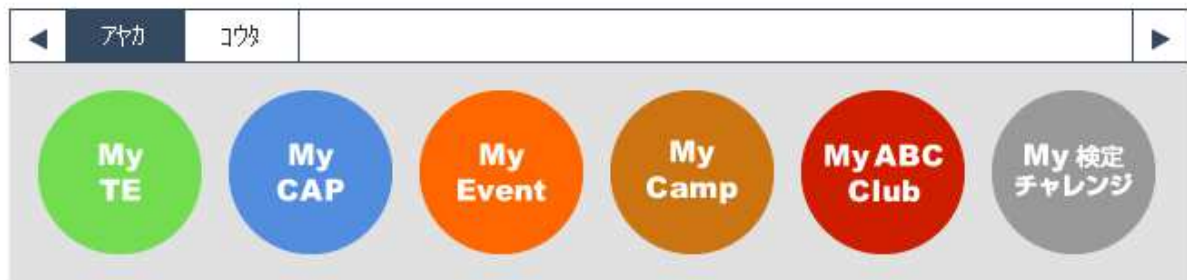 ◀ アヤカ コウタ ▶
My
TE
My
CAP
My
Event
My
Camp
My ABC
Club
My 検定
チャレンジ